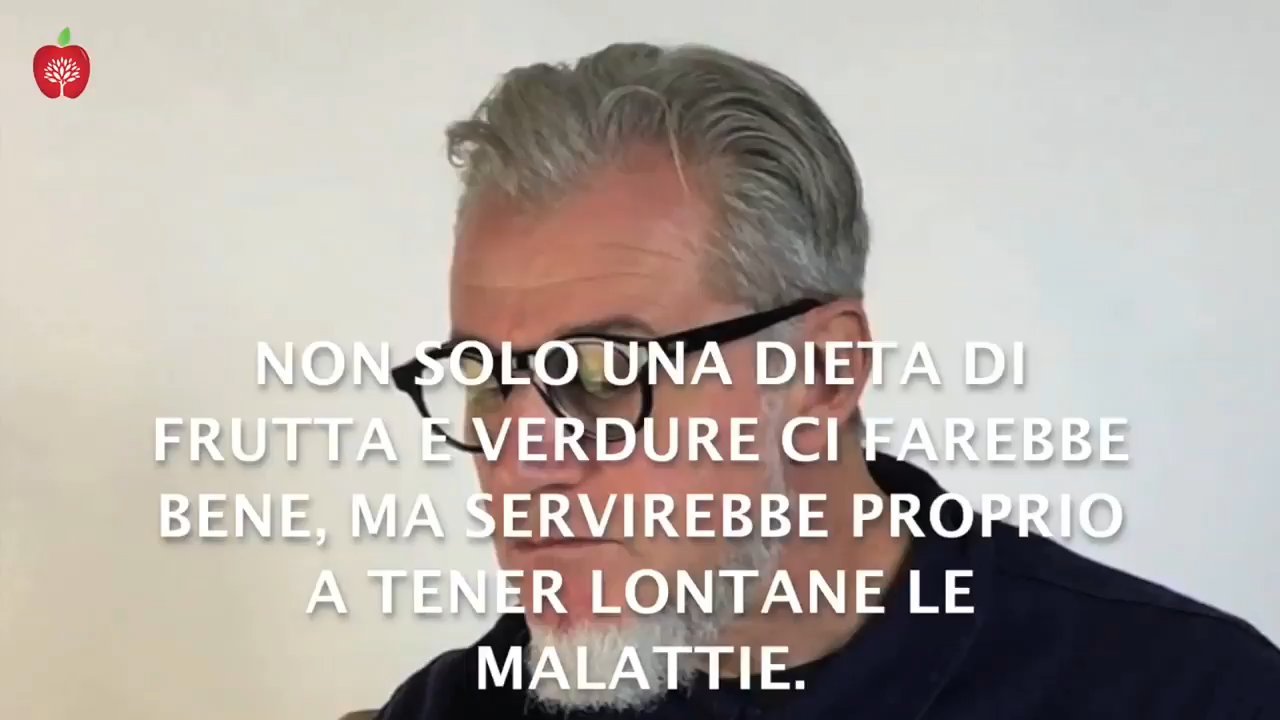 NON SOLO UNA DIETA DI
FRUTTA E VERDURE CI FAREBBE
BENE, MA SERVIREBBE PROPRIO
A TENER LONTANE LE
MALATTIE.